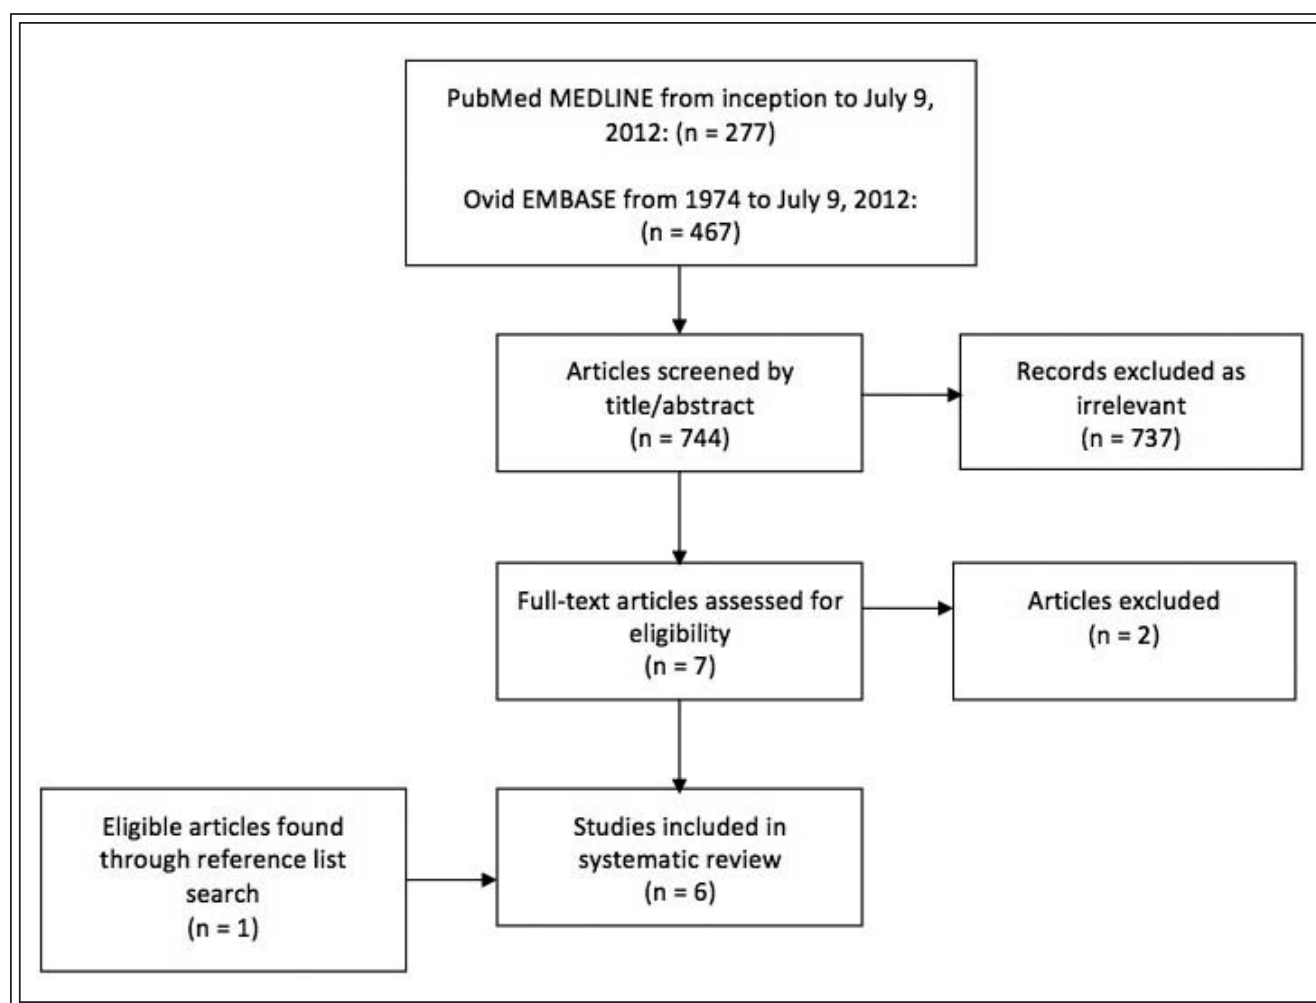 PubMed MEDLINE from inception to July 9,
2012: (n = 277)
Ovid EMBASE from 1974 to July 9, 2012:
(n = 467)
Articles screened by
title/abstract
(n = 744)
Records excluded as
irrelevant
(n = 737)
Full-text articles assessed for
eligibility
(n = 7)
Articles excluded
(n = 2)
Eligible articles found
through reference list
search
(n = 1)
Studies included in
systematic review
(n = 6)